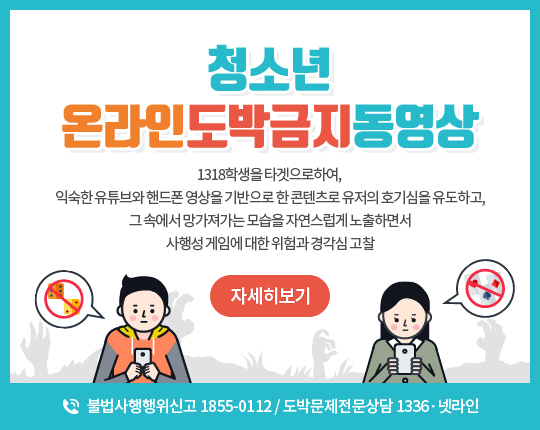 청소년
온라인도박금지동영상
1318학생을 타겟으로하여,
익숙한 유튜브와 핸드폰 영상을 기반으로 한 콘텐츠로 유저의 호기심을 유도하고,
그 속에서 망가져가는 모습을 자연스럽게 노출하면서
사행성 게임에 대한 위험과 경각심 고찰
자세히보기
불법사행행위신고 1855-0112 / 도박문제전문상담 1336 · 넷라인